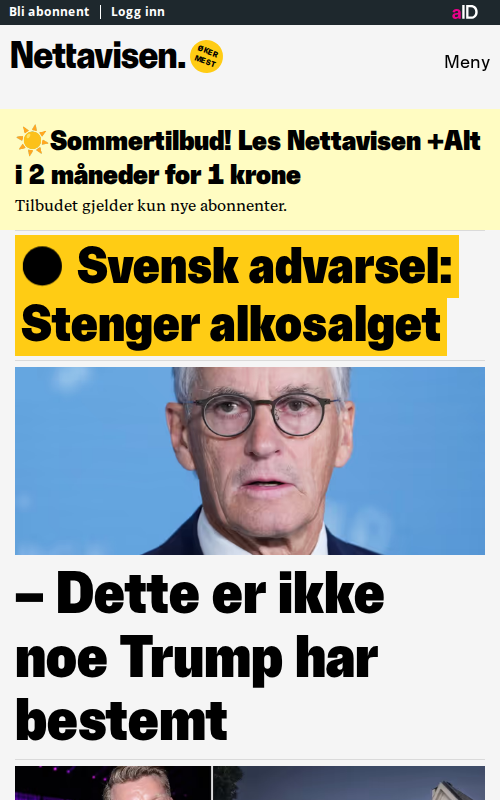 Bli abonnent | Logg inn
aID
Nettavisen.
ØKER
MEST
Meny
Sommertilbud! Les Nettavisen +Alt
i 2 måneder for 1 krone
Tilbudet gjelder kun nye abonnenter.
Svensk advarsel:
Stenger alkosalget
– Dette er ikke
noe Trump har
bestemt